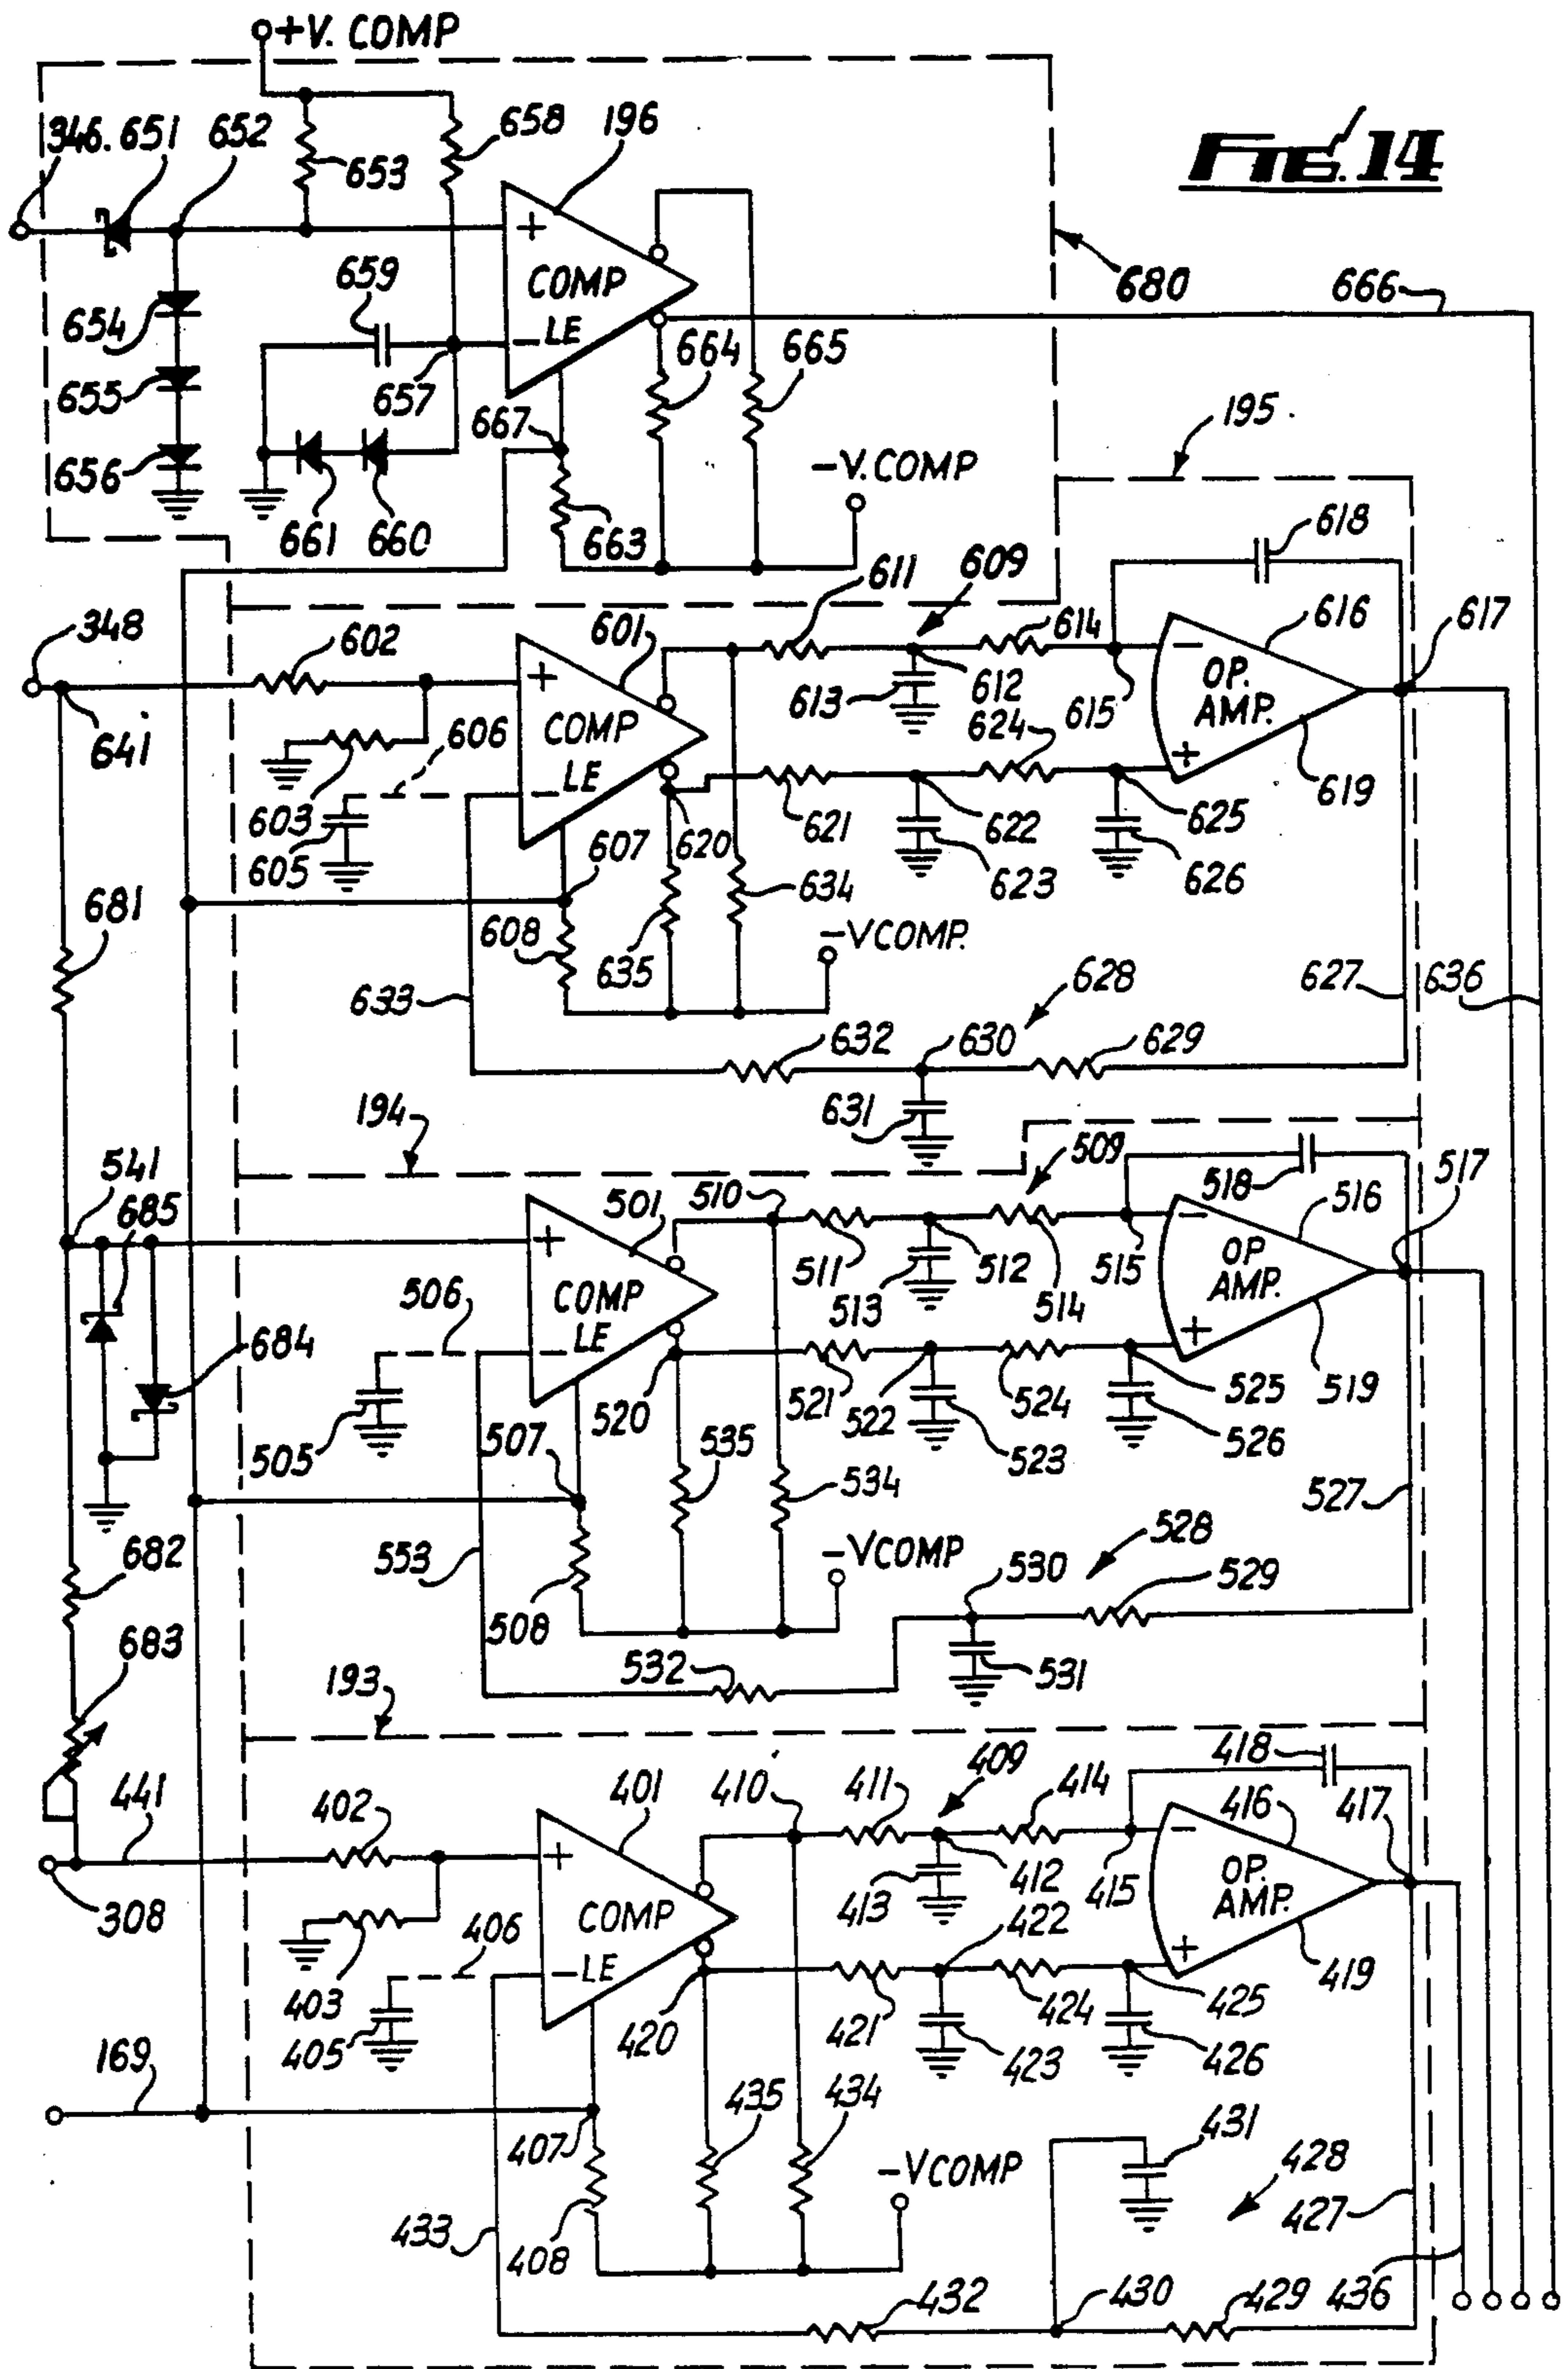 +V. COMP
FIG. 14
346. 651 652 658 196
653
+
COMP
LE
−
680 666
654 659 664 665
655 657 667 195.
656 661 660 663 −V.COMP
618
348 602 601 611 609 614 616 617
+
COMP
LE
−
−
OP.
AMP.
+
641 606 613 612 615 624 619
603 605 607 620 621 622 623 625 626
681 608 635 634 −VCOMP.
633 628 627 636
632 630 629
631
194 509
541 685 501 510 518 516 517
+
COMP
LE
−
−
OP
AMP.
+
511 513 512 514 515
506 684
505 507 520 521 522 524 525 519
535 534 523 526 527
682 553 −VCOMP 528
508 530 529
683 532 531
193
441 402 401 410 411 409 414 418 416 417
+
COMP
LE
−
−
OP.
AMP.
+
308 413 412 415
403 406 422 419
405 420 421 424 425
169 423 426
435 434 431
407 −VCOMP 428
433 408 427
432 430 429 436